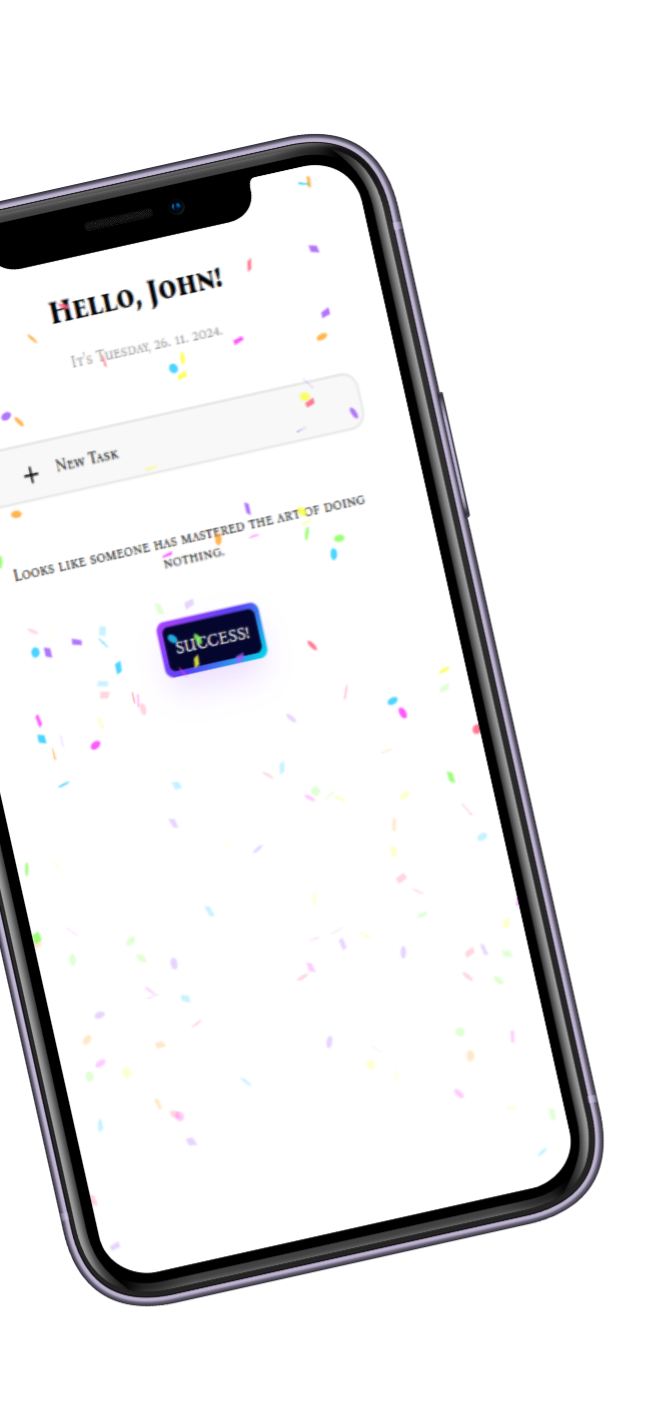 Hello, John!
It's Tuesday, 26. 11. 2024.
+ New Task
Looks like someone has mastered the art of doing
nothing.
success!